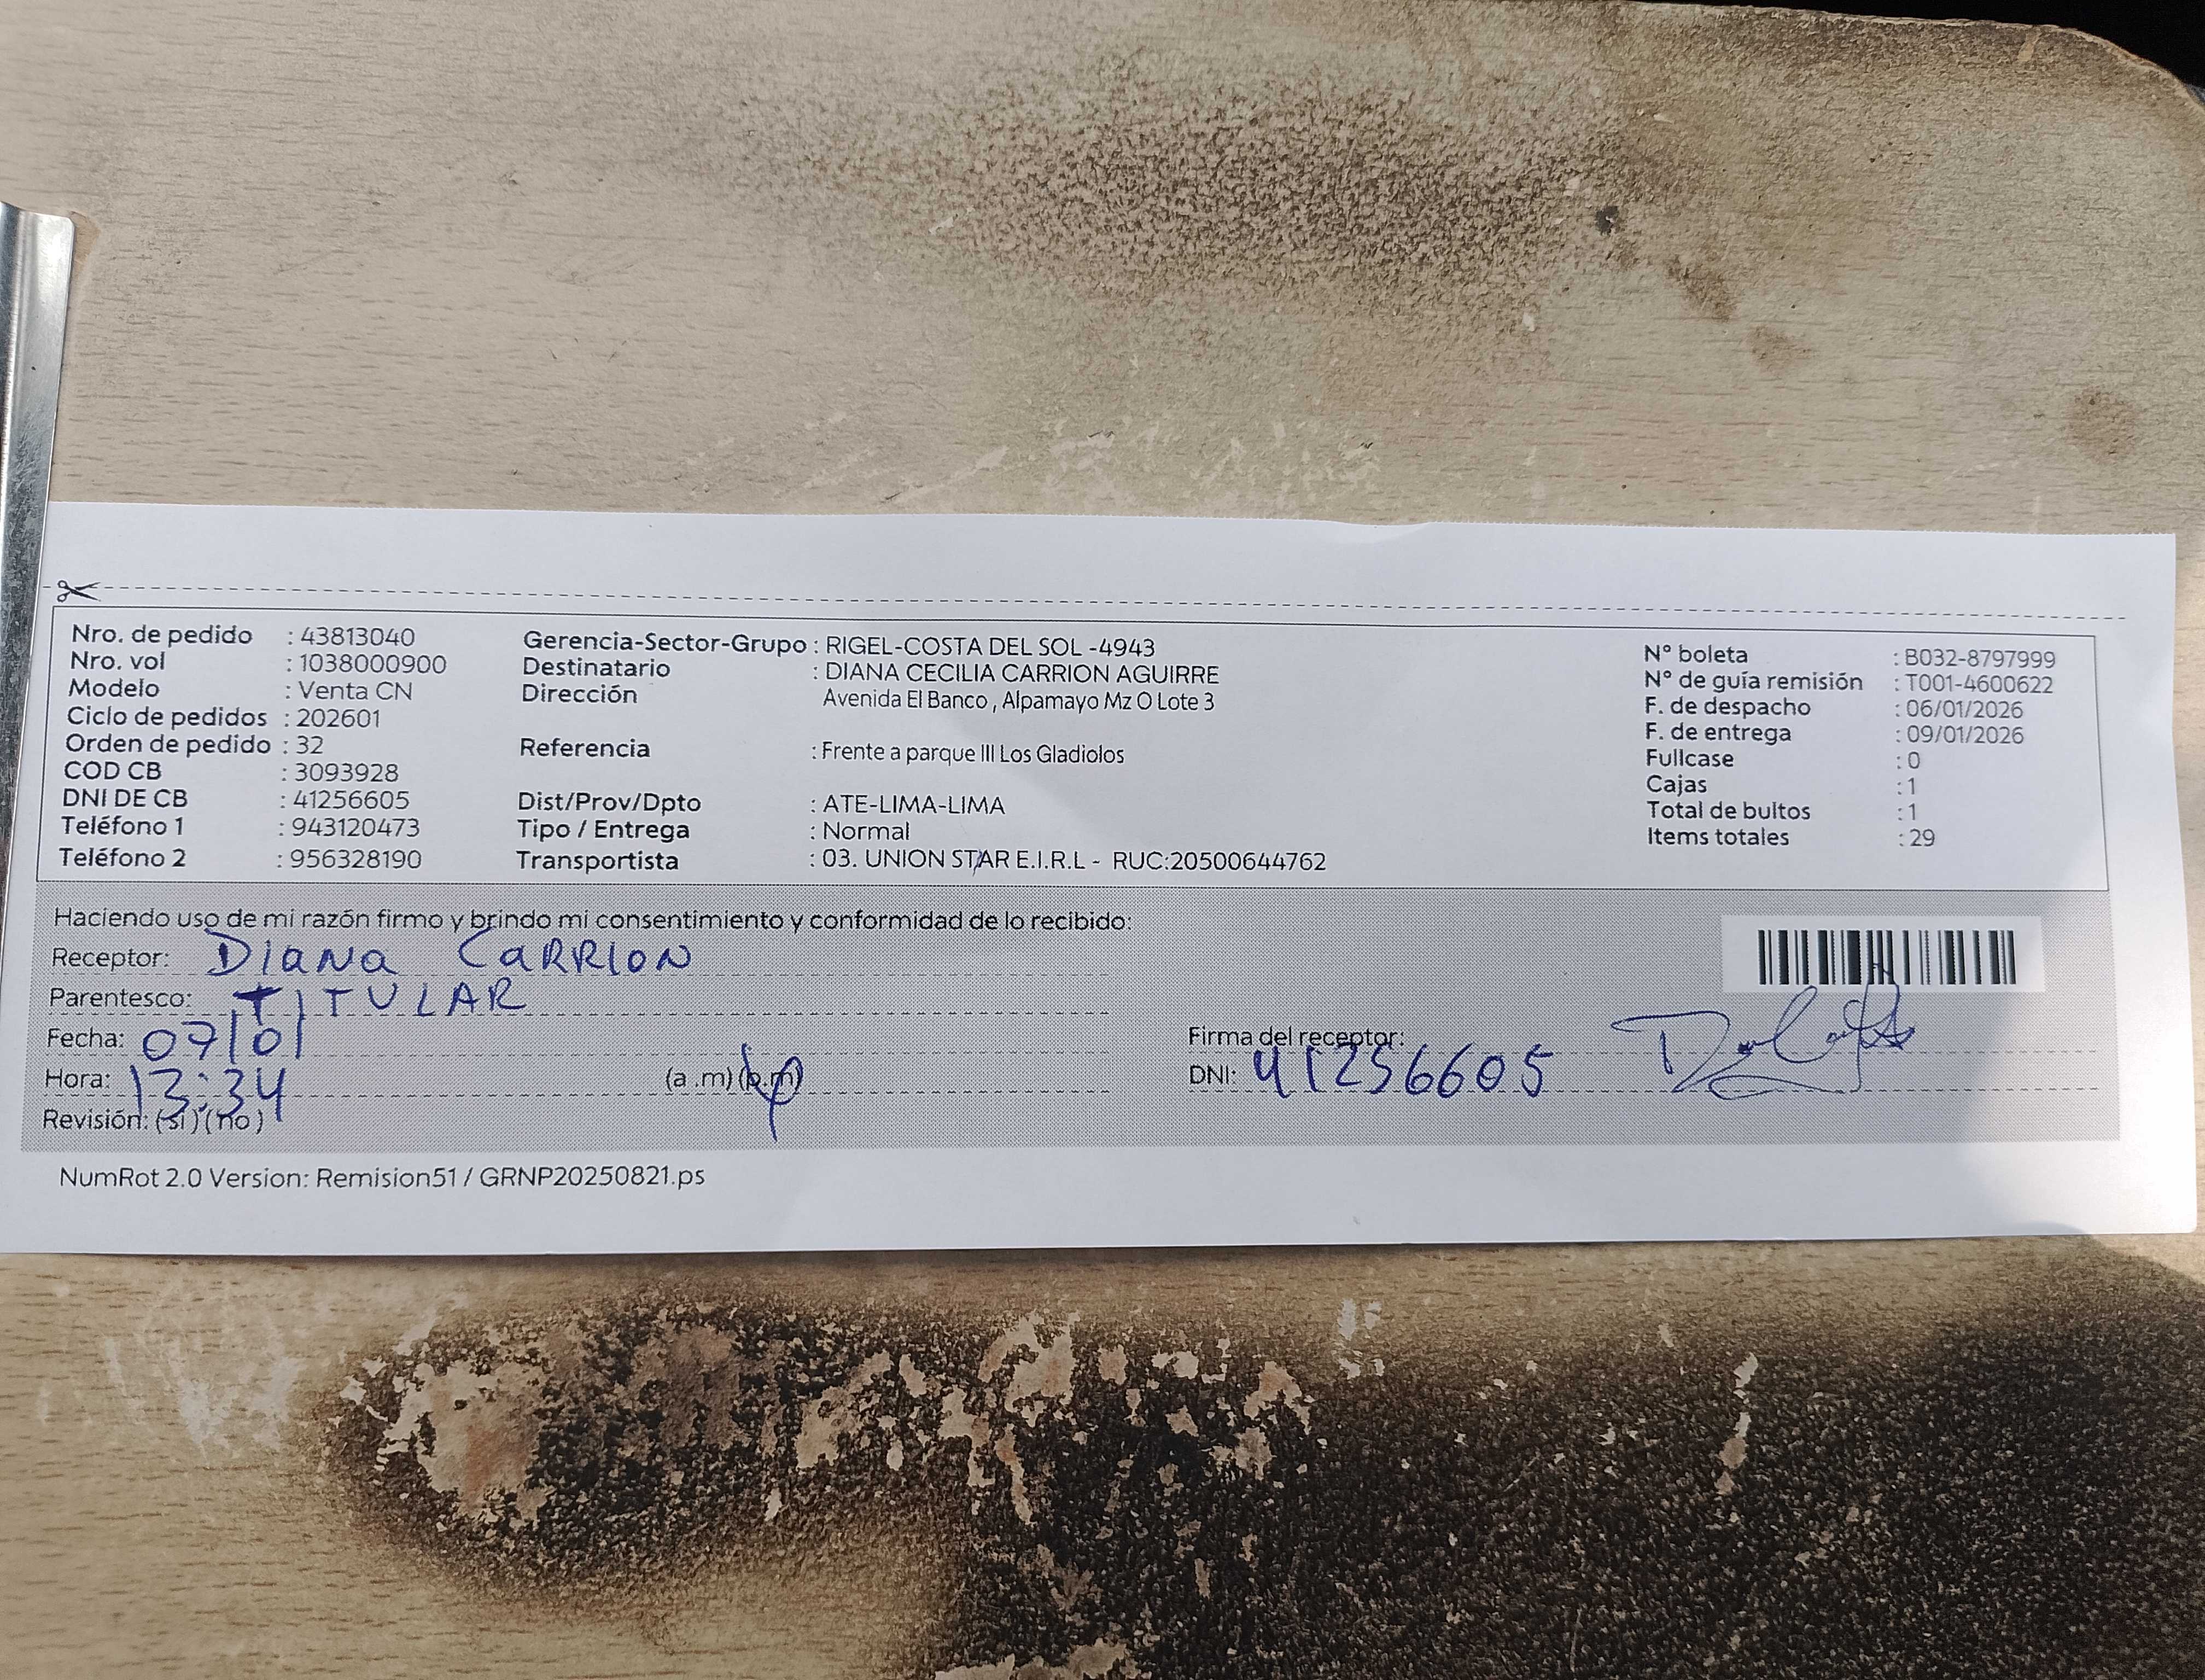 Nro. de pedido : 43813040
Nro. vol : 1038000900
Modelo : Venta CN
Ciclo de pedidos : 202601
Orden de pedido : 32
COD CB : 3093928
DNI DE CB : 41256605
Teléfono 1 : 943120473
Teléfono 2 : 956328190
Gerencia-Sector-Grupo : RIGEL-COSTA DEL SOL -4943
Destinatario : DIANA CECILIA CARRION AGUIRRE
Dirección Avenida El Banco , Alpamayo Mz O Lote 3
Referencia : Frente a parque III Los Gladiolos
Dist/Prov/Dpto : ATE-LIMA-LIMA
Tipo / Entrega : Normal
Transportista : 03. UNION STAR E.I.R.L - RUC:20500644762
N° boleta : B032-8797999
N° de guía remisión : T001-4600622
F. de despacho : 06/01/2026
F. de entrega : 09/01/2026
Fullcase : 0
Cajas : 1
Total de bultos : 1
Items totales : 29
Haciendo uso de mi razón firmo y brindo mi consentimiento y conformidad de lo recibido:
Receptor: Diana CARRION
Parentesco: TITULAR
Fecha: 07/01
Hora: 13:34 (a .m) (p.m)
Revisión: (si ) ( no )
Firma del receptor:
DNI: 41256605
NumRot 2.0 Version: Remision51 / GRNP20250821.ps